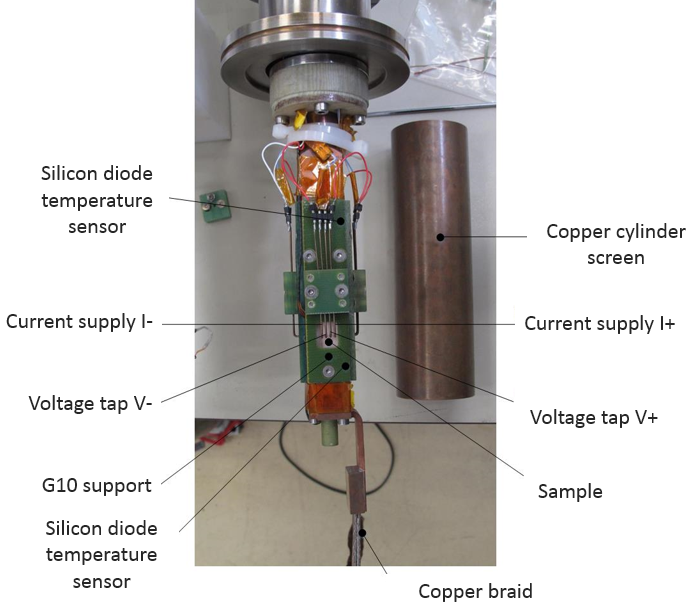 Silicon diode
temperature
sensor
Copper cylinder
screen
Current supply I-
Current supply I+
Voltage tap V-
Voltage tap V+
G10 support
Sample
Silicon diode
temperature
sensor
Copper braid